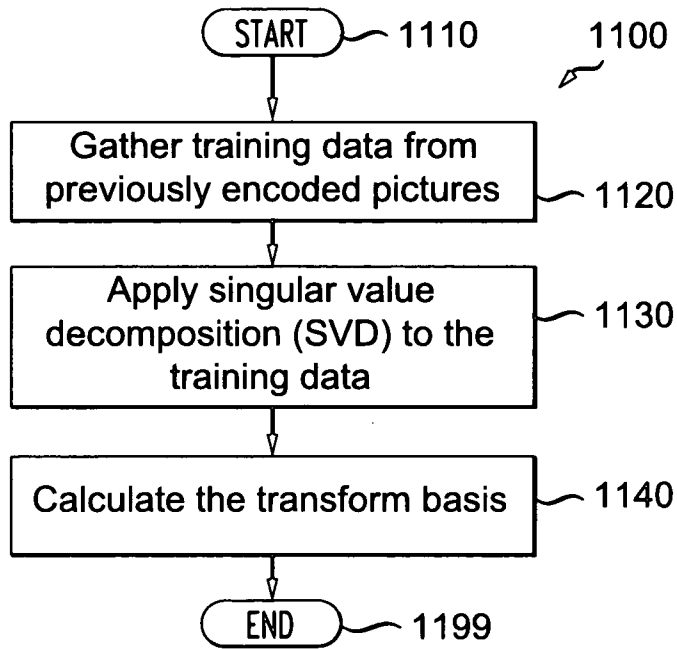 START
1110
1100
Gather training data from
previously encoded pictures
1120
Apply singular value
decomposition (SVD) to the
training data
1130
Calculate the transform basis
1140
END
1199